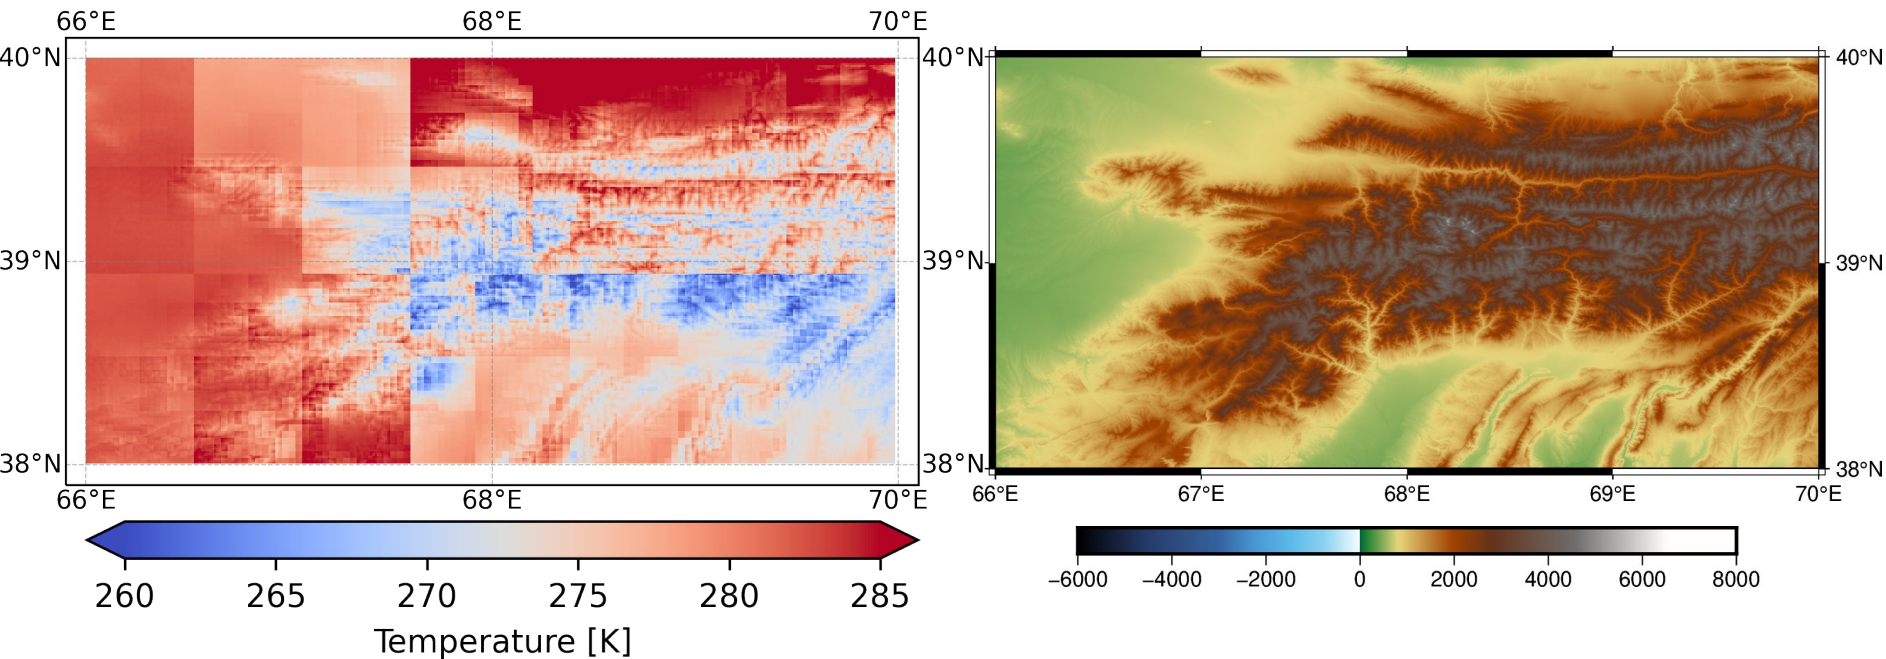 66°E 68°E 70°E
40°N 40°N 40°N
39°N 39°N 39°N
38°N 38°N 38°N
66°E 68°E 70°E
66°E 67°E 68°E 69°E 70°E
260 265 270 275 280 285
Temperature [K]
−6000 −4000 −2000 0 2000 4000 6000 8000